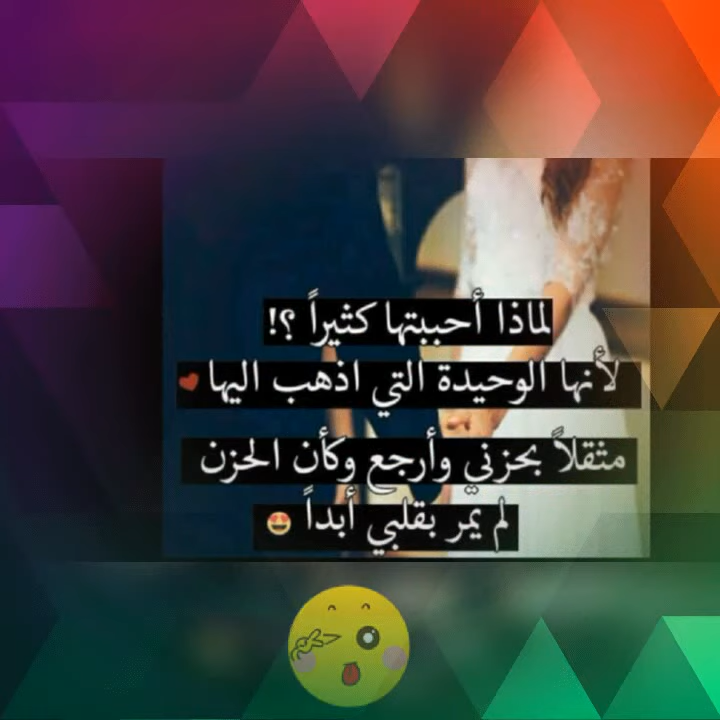 لماذا أحببتها كثيراً ؟!
لأنها الوحيدة التي اذهب اليها ❤
مثقلاً بحزني وأرجع وكأن الحزن
لم يمر بقلبي أبداً 😍